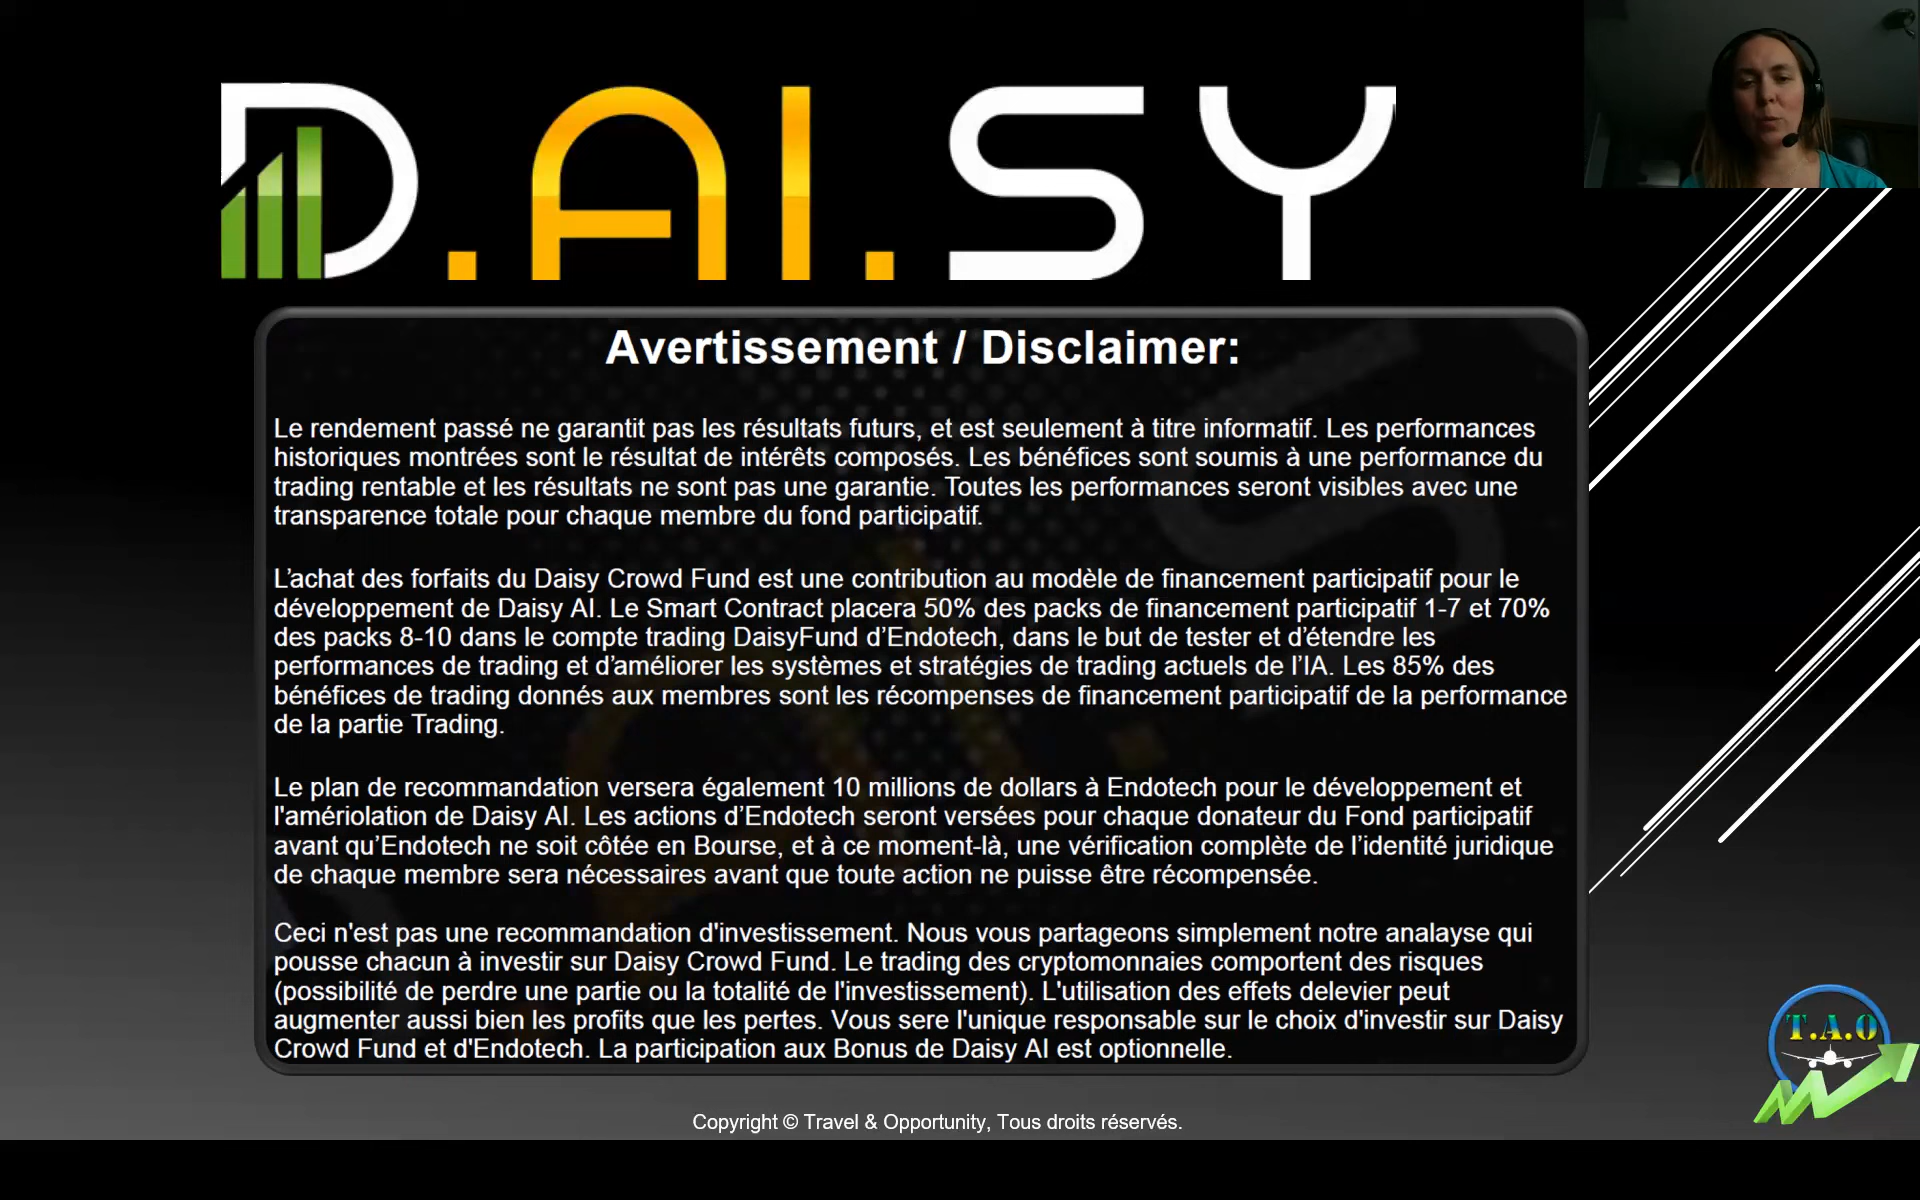 D.AI.SY
Avertissement / Disclaimer:
Le rendement passé ne garantit pas les résultats futurs, et est seulement à titre informatif. Les performances
historiques montrées sont le résultat de intérêts composés. Les bénéfices sont soumis à une performance du
trading rentable et les résultats ne sont pas une garantie. Toutes les performances seront visibles avec une
transparence totale pour chaque membre du fond participatif.
L’achat des forfaits du Daisy Crowd Fund est une contribution au modèle de financement participatif pour le
développement de Daisy AI. Le Smart Contract placera 50% des packs de financement participatif 1-7 et 70%
des packs 8-10 dans le compte trading DaisyFund d’Endotech, dans le but de tester et d’étendre les
performances de trading et d’améliorer les systèmes et stratégies de trading actuels de l’IA. Les 85% des
bénéfices de trading donnés aux membres sont les récompenses de financement participatif de la performance
de la partie Trading.
Le plan de recommandation versera également 10 millions de dollars à Endotech pour le développement et
l'amériolation de Daisy AI. Les actions d’Endotech seront versées pour chaque donateur du Fond participatif
avant qu’Endotech ne soit côtée en Bourse, et à ce moment-là, une vérification complète de l’identité juridique
de chaque membre sera nécessaires avant que toute action ne puisse être récompensée.
Ceci n'est pas une recommandation d'investissement. Nous vous partageons simplement notre analayse qui
pousse chacun à investir sur Daisy Crowd Fund. Le trading des cryptomonnaies comportent des risques
(possibilité de perdre une partie ou la totalité de l'investissement). L'utilisation des effets delevier peut
augmenter aussi bien les profits que les pertes. Vous sere l'unique responsable sur le choix d'investir sur Daisy
Crowd Fund et d'Endotech. La participation aux Bonus de Daisy AI est optionnelle.
T.A.O
Copyright © Travel & Opportunity, Tous droits réservés.